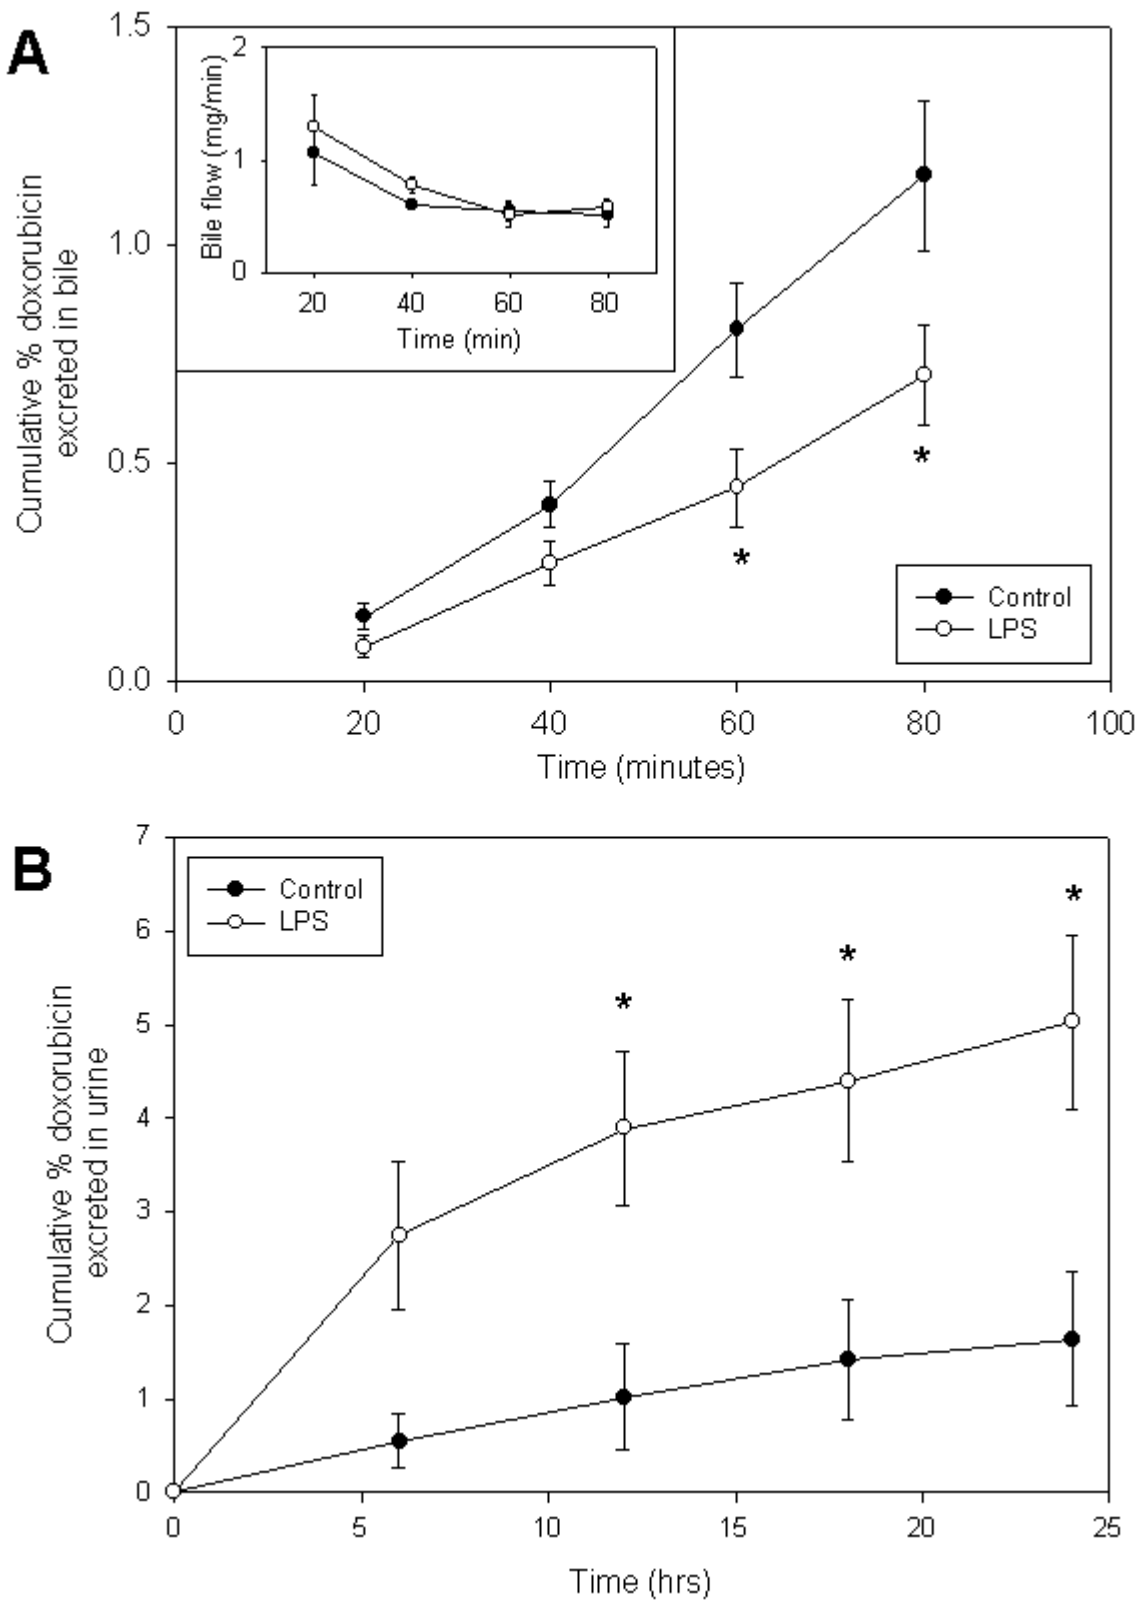 A
1.5
1.0
0.5
0.0
Cumulative % doxorubicin
excreted in bile
2
1
0
Bile flow (mg/min)
20 40 60 80
Time (min)
*
*
Control
LPS
0 20 40 60 80 100
Time (minutes)
B
7
6
5
4
3
2
1
0
Cumulative % doxorubicin
excreted in urine
Control
LPS
*
*
*
0 5 10 15 20 25
Time (hrs)